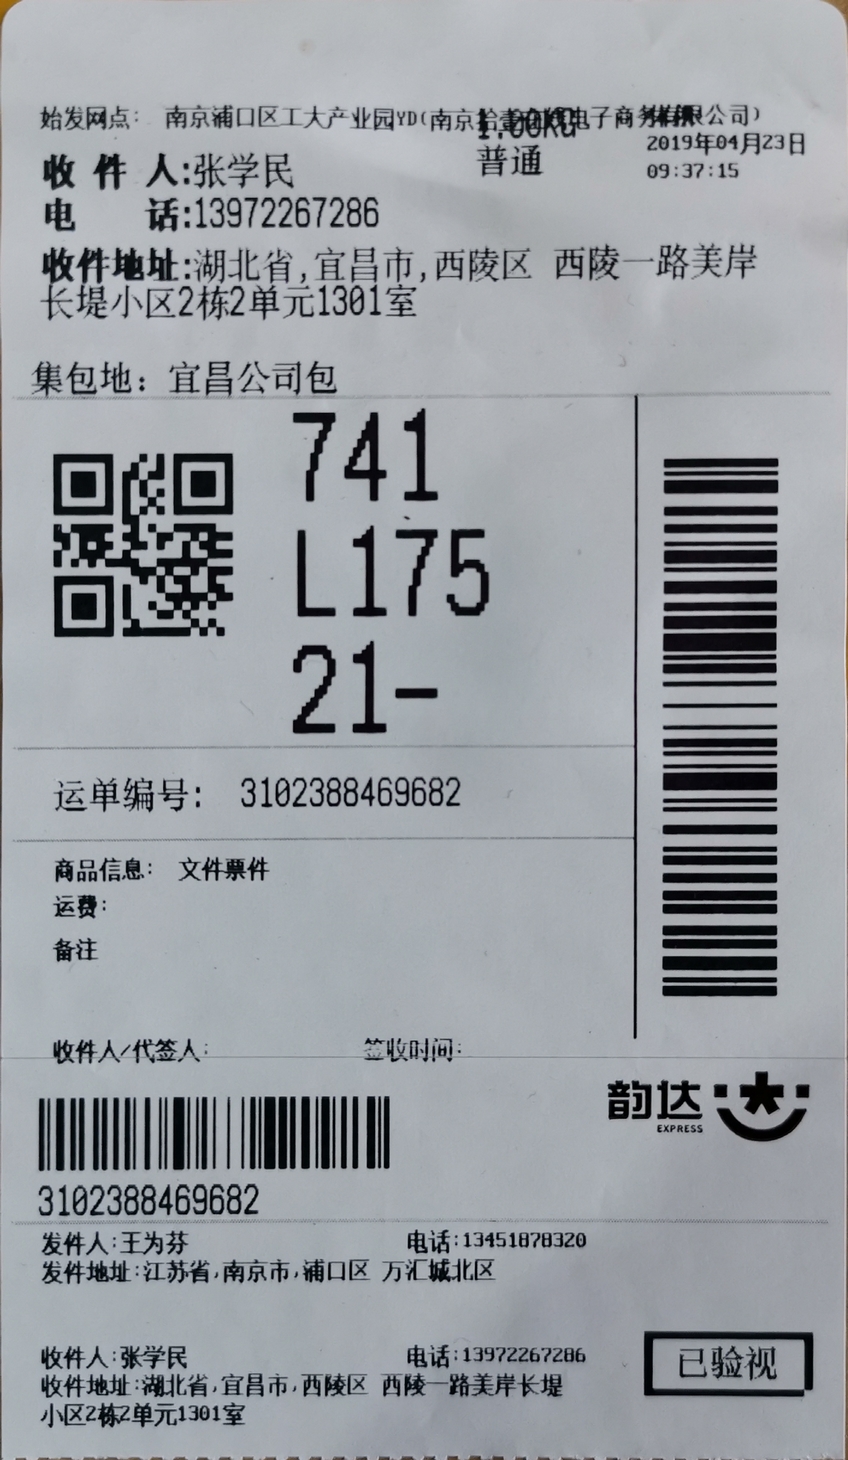 始发网点： 南京浦口区工大产业园YD(南京 电子商务有限公司)
1.00KG
普通
2019年04月23日
09:37:15
收 件 人:张学民
电 话:13972267286
收件地址:湖北省,宜昌市,西陵区 西陵一路美岸
长堤小区2栋2单元1301室
集包地：宜昌公司包
741
L175
21-
运单编号: 3102388469682
商品信息: 文件票件
运费:
备注
收件人/代签人:
签收时间:
韵达
EXPRESS
3102388469682
发件人:王为芬 电话:13451878320
发件地址:江苏省,南京市,浦口区 万汇城北区
收件人:张学民 电话:13972267286
收件地址:湖北省,宜昌市,西陵区 西陵一路美岸长堤
小区2栋2单元1301室
已验视